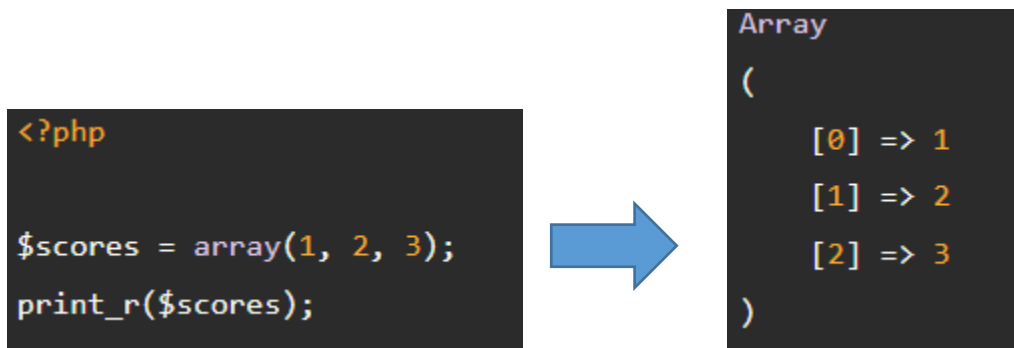 <?php
$scores = array(1, 2, 3);
print_r($scores);
Array
(
[0] => 1
[1] => 2
[2] => 3
)